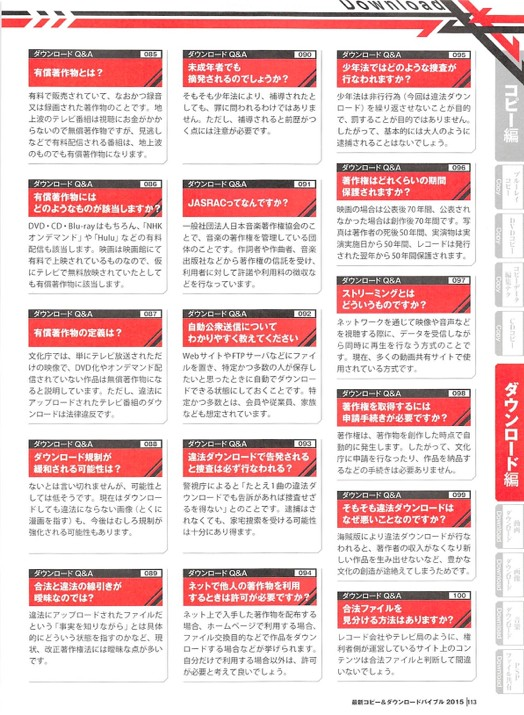 Download
ダウンロード Q&A 085
有償著作物とは？
有料で販売されていて、なおかつ録音
又は録画された著作物のことです。地
上波のテレビ番組は視聴にお金がかか
らないので無償著作物ですが、見逃し
などで有料配信される番組は、地上波
のものでも有償著作物になります。
ダウンロード Q&A 086
有償著作物には
どのようなものが該当しますか？
DVD・CD・Blu-rayはもちろん、「NHK
オンデマンド」や「Hulu」などの有料
配信も該当します。映画は映画館にて
有料で上映されているものなので、仮
にテレビで無料放映されていたとして
も有償著作物に該当します。
ダウンロード Q&A 087
有償著作物の定義は？
文化庁では、単にテレビ放送されただ
けの映像で、DVD化やオンデマンド配
信されていない作品は無償著作物にな
ると説明しています。ただし、違法に
アップロードされたテレビ番組のダウ
ンロードは法律違反です。
ダウンロード Q&A 088
ダウンロード規制が
緩和される可能性は？
ないとは言い切れませんが、可能性と
しては低そうです。現在はダウンロー
ドしても違法にならない画像（とくに
漫画を指す）も、今後はむしろ規制が
強化される可能性もあります。
ダウンロード Q&A 089
合法と違法の線引きが
曖昧なのでは？
違法にアップロードされたファイルだ
という「事実を知りながら」とは具体
的にどういう状態を指すのかなど、現
状、改正著作権法には曖昧な点が多い
です。
ダウンロード Q&A 090
未成年者でも
摘発されるのでしょうか？
そもそも少年法により、補導されたと
しても、罪に問われるわけではありま
せん。ただし、補導されると前歴がつ
く点には注意が必要です。
ダウンロード Q&A 091
JASRACってなんですか？
一般社団法人日本音楽著作権協会のこ
とで、音楽の著作権を管理している団
体のことです。作詞者や作曲者、音楽
出版社などから著作権の信託を受け、
利用者に対して許諾や利用料の徴収な
どを行なっています。
ダウンロード Q&A 092
自動公衆送信について
わかりやすく教えてください
WebサイトやFTPサーバなどにファイ
ルを置き、特定かつ多数の人が保存し
たいと思ったときに自動でダウンロー
ドできる状態にしておくことです。特
定かつ多数とは、会員や従業員、家族
なども想定されています。
ダウンロード Q&A 093
違法ダウンロードで告発される
と捜査は必ず行なわれる？
警視庁によると「たとえ1曲の違法ダ
ウンロードでも告訴があれば捜査せざ
るを得ない」とのことです。逮捕はさ
れなくても、家宅捜索を受ける可能性
は十分にあり得ます。
ダウンロード Q&A 094
ネットで他人の著作物を利用
するときは許可が必要ですか？
ネット上で入手した著作物を配布する
場合、ホームページで利用する場合、
ファイル交換目的などで作品をダウン
ロードする場合などが挙げられます。
自分だけで利用する場合以外は、許可
が必要と考えて良いでしょう。
ダウンロード Q&A 095
少年法ではどのような捜査が
行なわれますか？
少年法は非行行為（今回は違法ダウン
ロード）を繰り返させないことが目的
で、罰することが目的ではありません。
したがって、基本的には大人のように
逮捕されることはないでしょう。
ダウンロード Q&A 096
著作権はどれくらいの期間
保護されますか？
映画の場合は公表後70年間、公表され
なかった場合は創作後70年間です。写
真は著作者の死後50年間、実演物は実
演実施日から50年間、レコードは発行
された翌年から50年間保護されます。
ダウンロード Q&A 097
ストリーミングとは
どういうものですか？
ネットワークを通じて映像や音声など
を視聴する際に、データを受信しなが
ら同時に再生を行なう方式のことで
す。現在、多くの動画共有サイトで使
用されている方式です。
ダウンロード Q&A 098
著作権を取得するには
申請手続きが必要ですか？
著作権は、著作物を創作した時点で自
動的に発生します。したがって、文化
庁に申請を行なったり、作品を納品す
るなどの手続きは必要ありません。
ダウンロード Q&A 099
そもそも違法ダウンロードは
なぜ悪いことなのですか？
海賊版により違法ダウンロードが行な
われると、著作者の収入がなくなり新
しい作品を生み出せないなど、豊かな
文化の創造が途絶えてしまうためです。
ダウンロード Q&A 100
合法ファイルを
見分ける方法はありますか？
レコード会社やテレビ局のように、権
利者側が運営しているサイト上のコン
テンツは合法ファイルと判断して間違
いないでしょう。
コピー編
ブルーレイコピー
Copy
DVDコピー
Copy
Copy
CDコピー
Copy
ダウンロード編
動画ダウンロード
Download
画像ダウンロード
Download
音楽ダウンロード
Download
Download
最新コピー&ダウンロードバイブル 2015 113